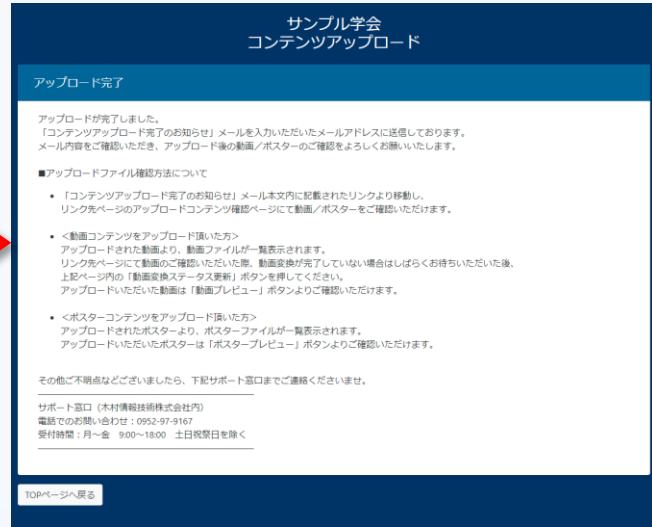 サンプル学会
コンテンツアップロード
アップロード完了
アップロードが完了しました。
「コンテンツアップロード完了のお知らせ」メールを入力いただいたメールアドレスに送信しております。
メール内容をご確認いただき、アップロード後の動画／ポスターのご確認をよろしくお願いいたします。
■アップロードファイル確認方法について
• 「コンテンツアップロード完了のお知らせ」メール本文内に記載されたリンクより移動し、
リンク先ページのアップロードコンテンツ確認ページにて動画／ポスターをご確認いただけます。
• ＜動画コンテンツをアップロード頂いた方＞
アップロードされた動画より、動画ファイルが一覧表示されます。
リンク先ページにて動画のご確認いただいた際、動画変換が完了していない場合はしばらくお待ちいただいた後、
上記ページ内の「動画変換ステータス更新」ボタンを押してください。
アップロードいただいた動画は「動画プレビュー」ボタンよりご確認いただけます。
• ＜ポスターコンテンツをアップロード頂いた方＞
アップロードされたポスターより、ポスターファイルが一覧表示されます。
アップロードいただいたポスターは「ポスタープレビュー」ボタンよりご確認いただけます。
その他ご不明点などございましたら、下記サポート窓口までご連絡くださいませ。
サポート窓口（木村情報技術株式会社内）
電話でのお問い合わせ：0952-97-9167
受付時間：月～金 9:00～18:00 土日祝祭日を除く
TOPページへ戻る